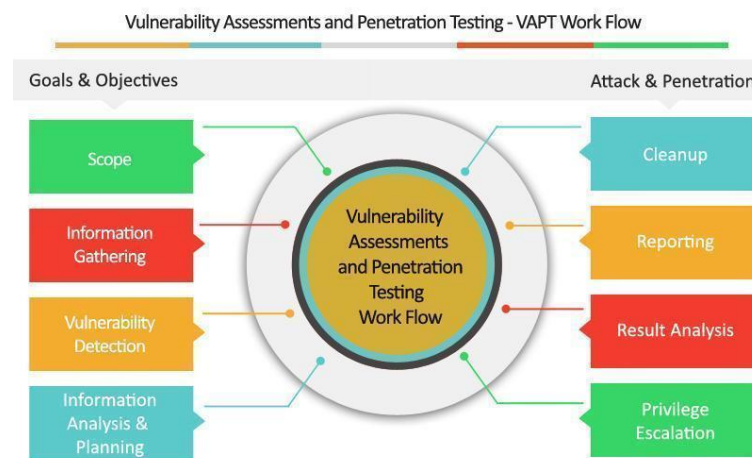 Vulnerability Assessments and Penetration Testing - VAPT Work Flow
Goals & Objectives
Attack & Penetration
Scope
Information
Gathering
Vulnerability
Detection
Information
Analysis &
Planning
Vulnerability
Assessments
and Penetration
Testing
Work Flow
Cleanup
Reporting
Result Analysis
Privilege
Escalation